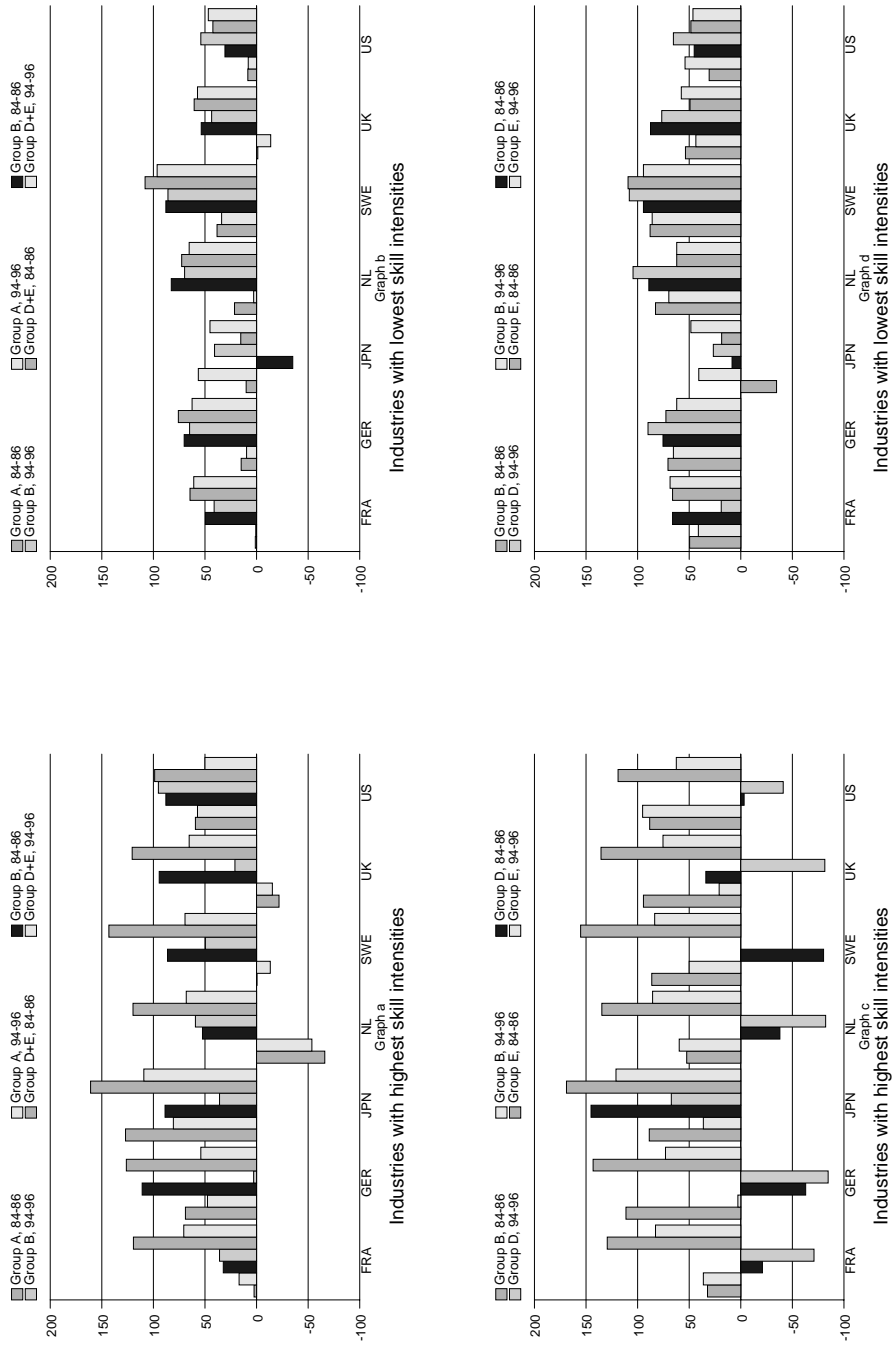 Group A, 84-86 Group A, 94-96 Group B, 84-86
Group B, 94-96 Group D+E, 84-86 Group D+E, 94-96
200
150
100
50
0
-50
-100
FRA GER JPN NL SWE UK US
Graph a
Industries with highest skill intensities
Group A, 84-86 Group A, 94-96 Group B, 84-86
Group B, 94-96 Group D+E, 84-86 Group D+E, 94-96
200
150
100
50
0
-50
-100
FRA GER JPN NL SWE UK US
Graph b
Industries with lowest skill intensities
Group B, 84-86 Group B, 94-96 Group D, 84-86
Group D, 94-96 Group E, 84-86 Group E, 94-96
200
150
100
50
0
-50
-100
FRA GER JPN NL SWE UK US
Graph c
Industries with highest skill intensities
Group B, 84-86 Group B, 94-96 Group D, 84-86
Group D, 94-96 Group E, 84-86 Group E, 94-96
200
150
100
50
0
-50
-100
FRA GER JPN NL SWE UK US
Graph d
Industries with lowest skill intensities